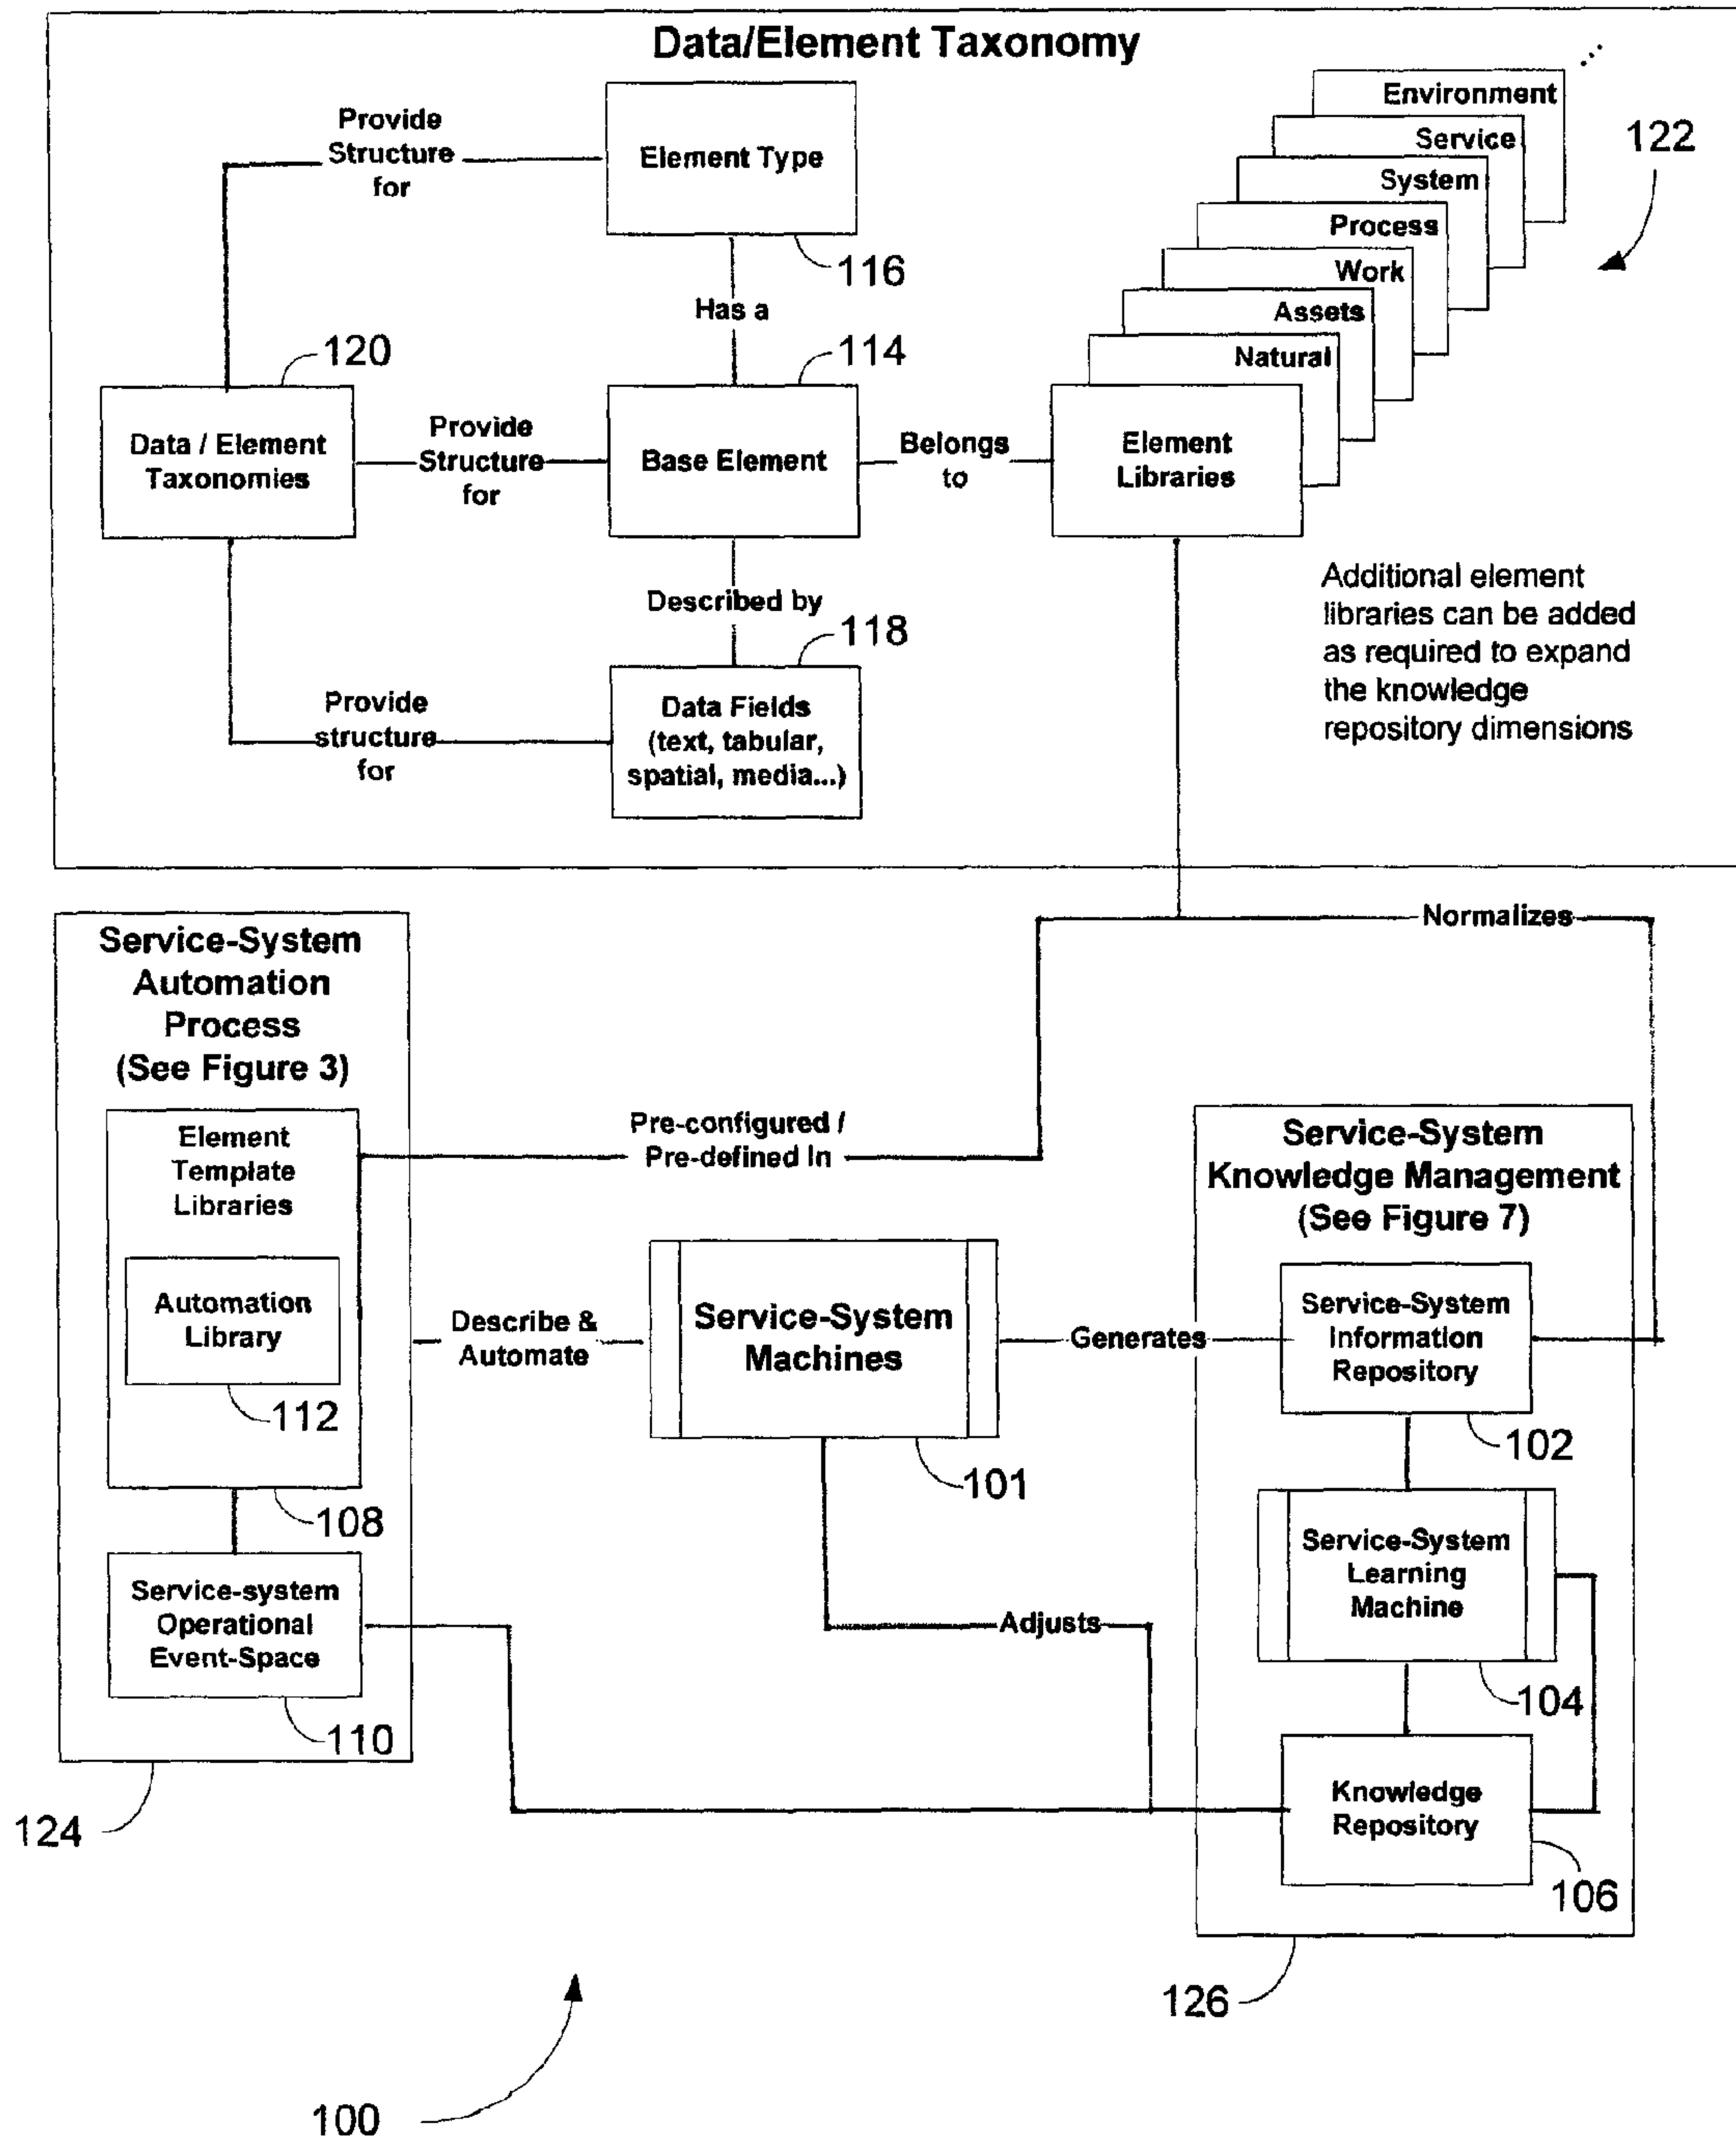 Data/Element Taxonomy
Environment
Service
System
Process
Work
Assets
Natural
Element
Libraries
122
Provide
Structure
for
Element Type
116
Has a
120
114
Data / Element
Taxonomies
Provide
Structure
for
Base Element
Belongs
to
Described by
118
Provide
structure
for
Data Fields
(text, tabular,
spatial, media...)
Additional element
libraries can be added
as required to expand
the knowledge
repository dimensions
Normalizes
Service-System
Automation
Process
(See Figure 3)
Element
Template
Libraries
Automation
Library
112
108
Service-system
Operational
Event-Space
110
124
Pre-configured /
Pre-defined In
Describe &
Automate
Service-System
Machines
101
Generates
Adjusts
Service-System
Knowledge Management
(See Figure 7)
Service-System
Information
Repository
102
Service-System
Learning
Machine
104
Knowledge
Repository
106
126
100